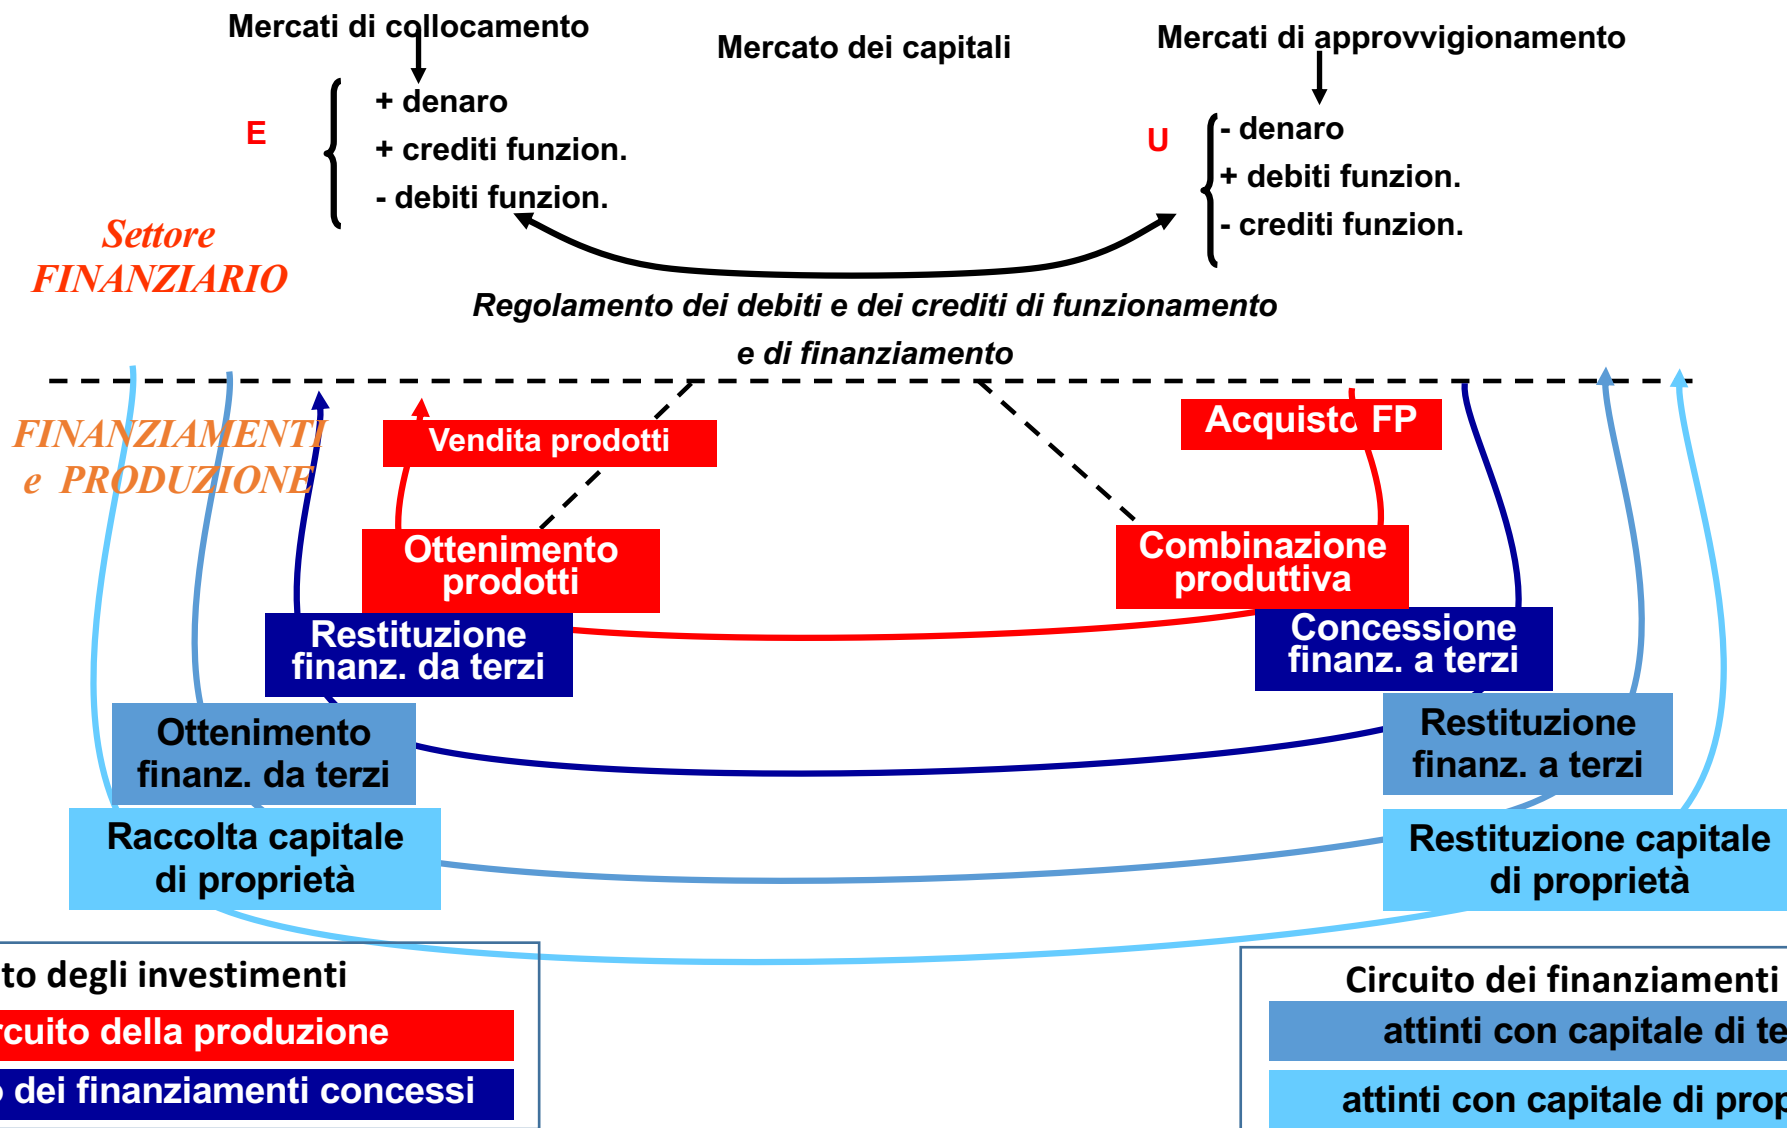 Mercati di collocamento
Mercato dei capitali
Mercati di approvvigionamento
E
+ denaro
+ crediti funzion.
- debiti funzion.
U
- denaro
+ debiti funzion.
- crediti funzion.
Settore
FINANZIARIO
Regolamento dei debiti e dei crediti di funzionamento
e di finanziamento
FINANZIAMENTI
e PRODUZIONE
Vendita prodotti
Acquisto FP
Ottenimento
prodotti
Combinazione
produttiva
Restituzione
finanz. da terzi
Concessione
finanz. a terzi
Ottenimento
finanz. da terzi
Restituzione
finanz. a terzi
Raccolta capitale
di proprietà
Restituzione capitale
di proprietà
to degli investimenti
rcuito della produzione
o dei finanziamenti concessi
Circuito dei finanziamenti
attinti con capitale di te
attinti con capitale di prop